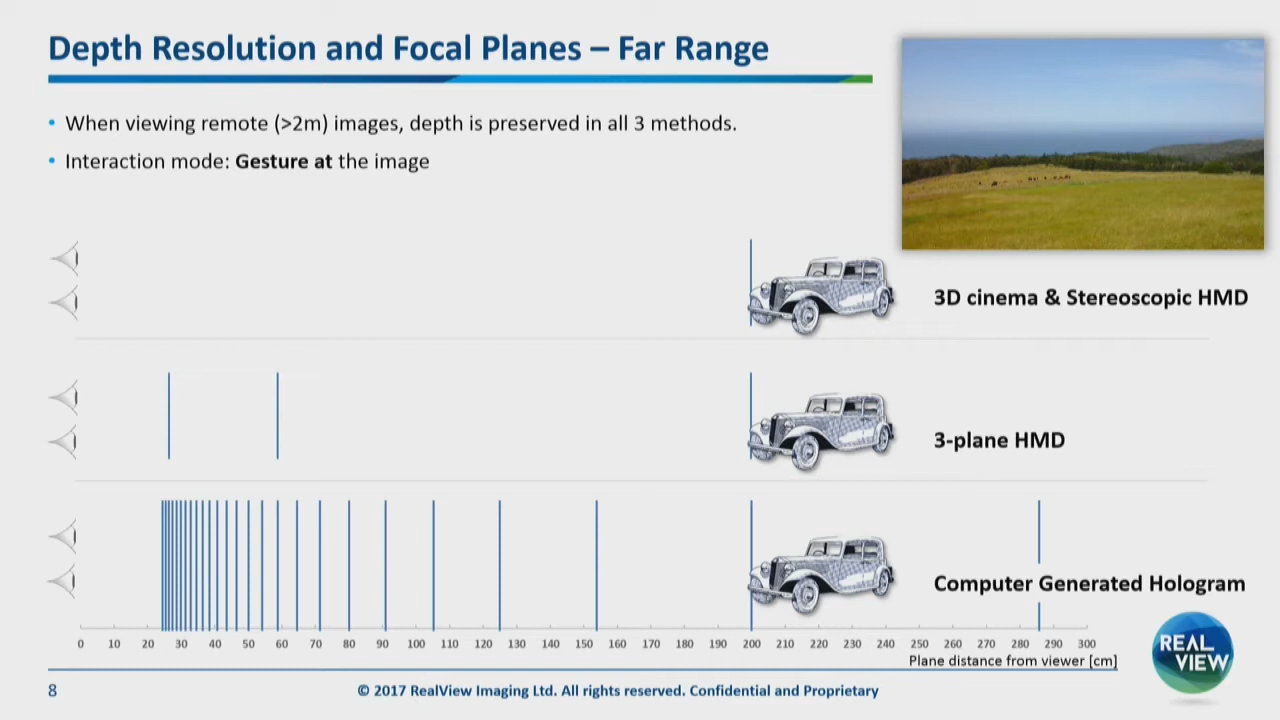 Depth Resolution and Focal Planes – Far Range
• When viewing remote (>2m) images, depth is preserved in all 3 methods.
• Interaction mode: Gesture at the image
3D cinema & Stereoscopic HMD
3-plane HMD
Computer Generated Hologram
0 10 20 30 40 50 60 70 80 90 100 110 120 130 140 150 160 170 180 190 200 210 220 230 240 250 260 270 280 290 300
Plane distance from viewer [cm]
REAL
VIEW
8
© 2017 RealView Imaging Ltd. All rights reserved. Confidential and Proprietary